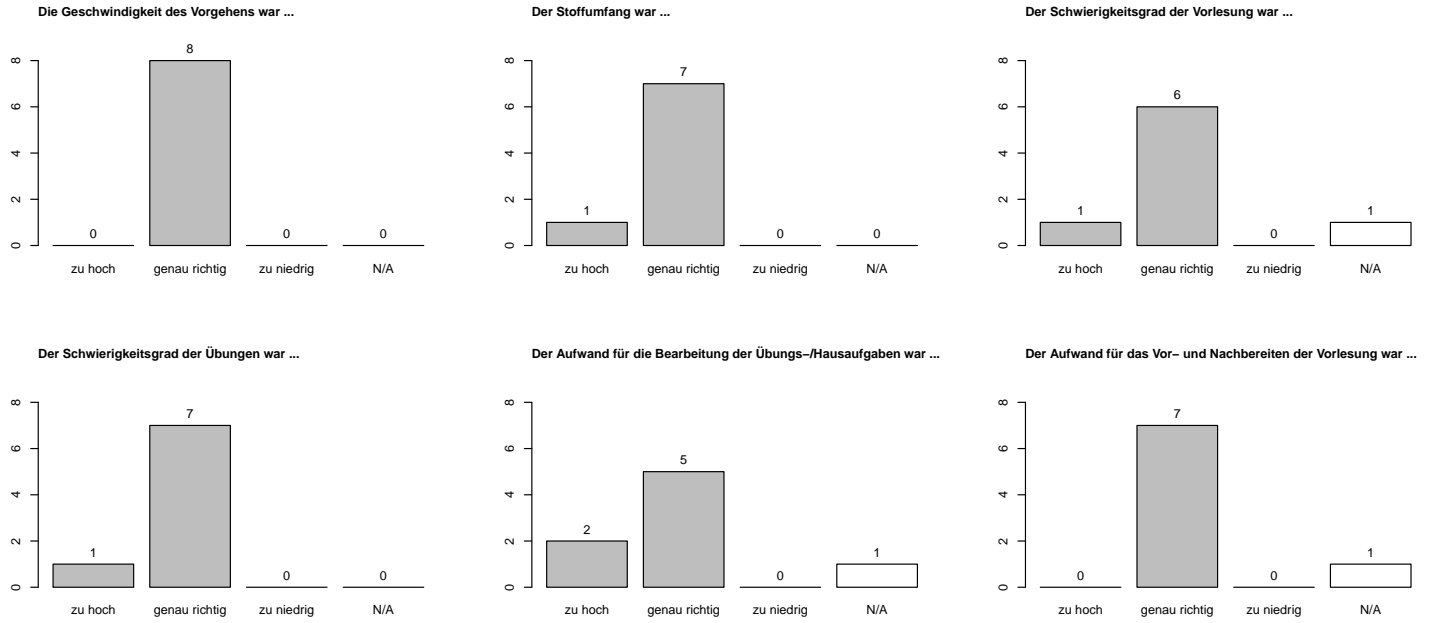 Die Geschwindigkeit des Vorgehens war ...
8
0
0
0
0 2 4 6 8
zu hoch genau richtig zu niedrig N/A
Der Stoffumfang war ...
7
1
0
0
0 2 4 6 8
zu hoch genau richtig zu niedrig N/A
Der Schwierigkeitsgrad der Vorlesung war ...
6
1
0
1
0 2 4 6 8
zu hoch genau richtig zu niedrig N/A
Der Schwierigkeitsgrad der Übungen war ...
7
1
0
0
0 2 4 6 8
zu hoch genau richtig zu niedrig N/A
Der Aufwand für die Bearbeitung der Übungs−/Hausaufgaben war ...
5
2
0
1
0 2 4 6 8
zu hoch genau richtig zu niedrig N/A
Der Aufwand für das Vor− und Nachbereiten der Vorlesung war ...
7
0
0
1
0 2 4 6 8
zu hoch genau richtig zu niedrig N/A